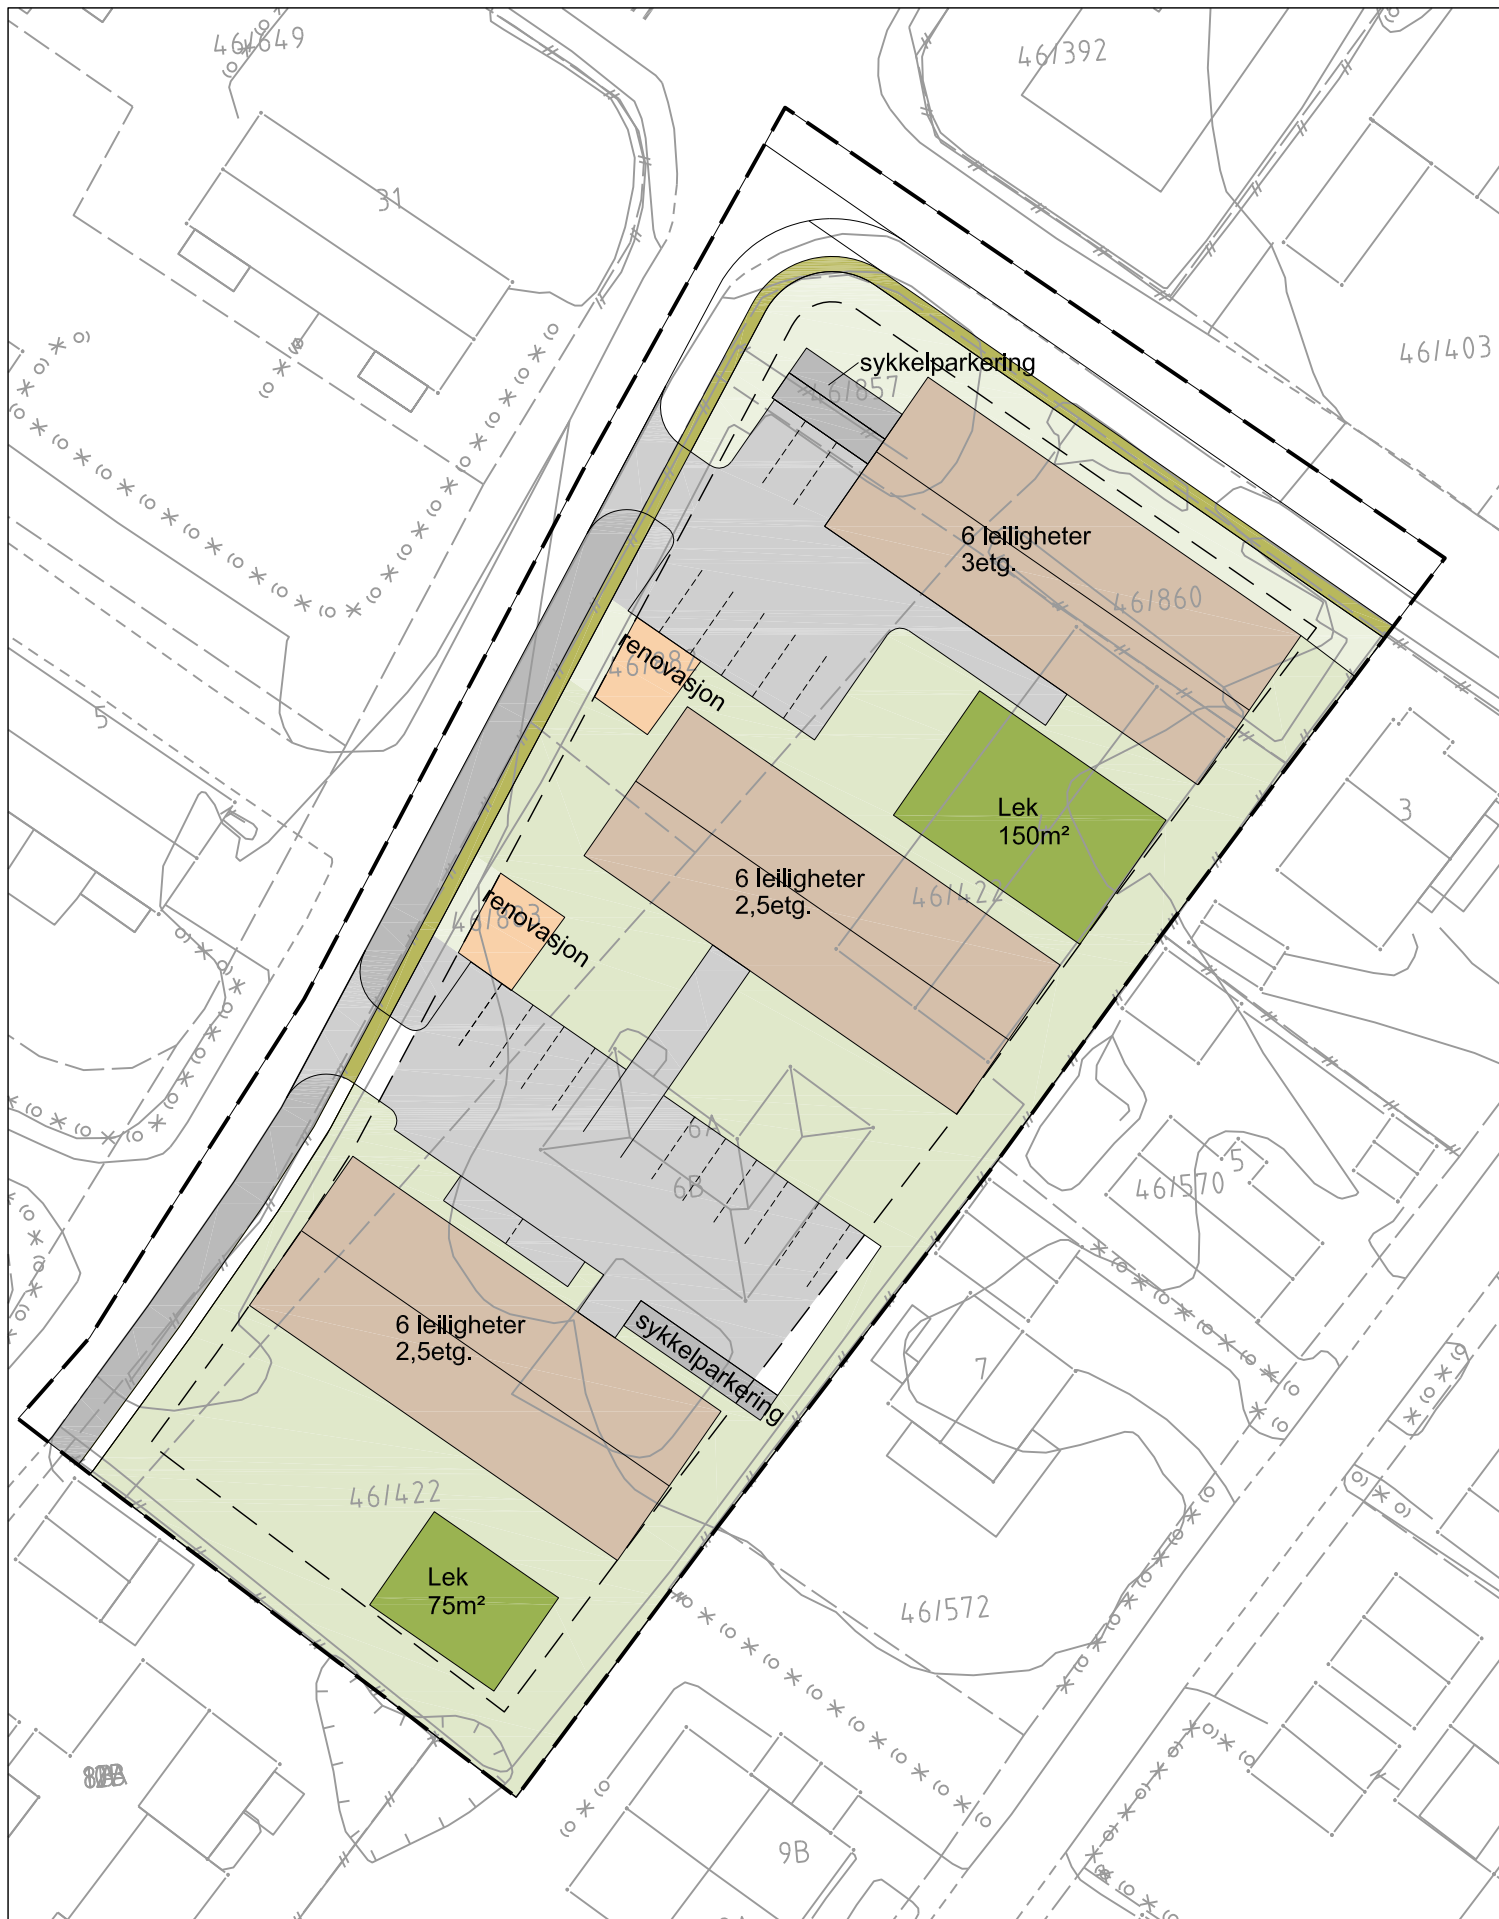 46/649
46/392
31
46/403
sykkelparkering
46/857
6 leiligheter
3etg.
46/860
renovasjon
5
3
Lek
150m²
6 leiligheter
2,5etg.
46/422
renovasjon
6A
6B
5
46/570
6 leiligheter
2,5etg.
sykkelparkering
7
46/422
Lek
75m²
46/572
9B